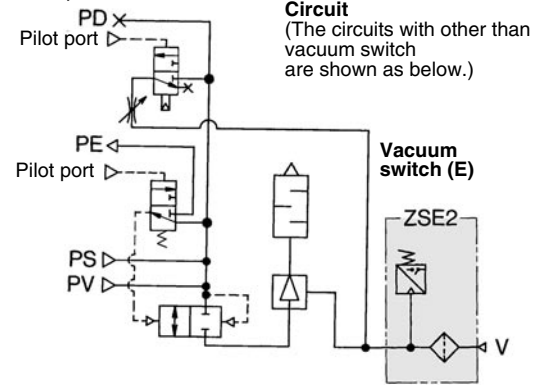 PD
Pilot port
Circuit
(The circuits with other than
vacuum switch
are shown as below.)
PE
Pilot port
Vacuum
switch (E)
ZSE2
PS
PV
V